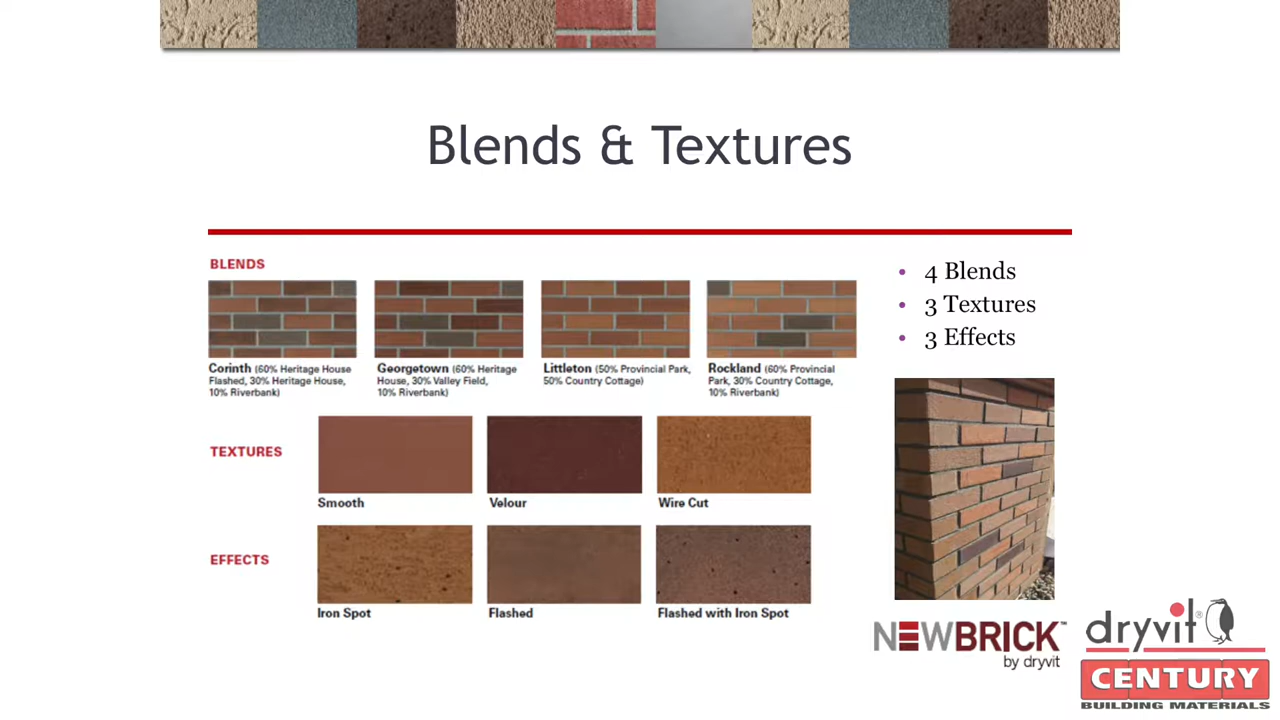 Blends & Textures
BLENDS
Corinth (60% Heritage House
Flashed, 30% Heritage House,
10% Riverbank)
Georgetown (60% Heritage
House, 30% Valley Field,
10% Riverbank)
Littleton (50% Provincial Park,
50% Country Cottage)
Rockland (60% Provincial
Park, 30% Country Cottage,
10% Riverbank)
TEXTURES
Smooth
Velour
Wire Cut
EFFECTS
Iron Spot
Flashed
Flashed with Iron Spot
• 4 Blends
• 3 Textures
• 3 Effects
NEWBRICK™
by dryvit
dryvit®
CENTURY
BUILDING MATERIALS